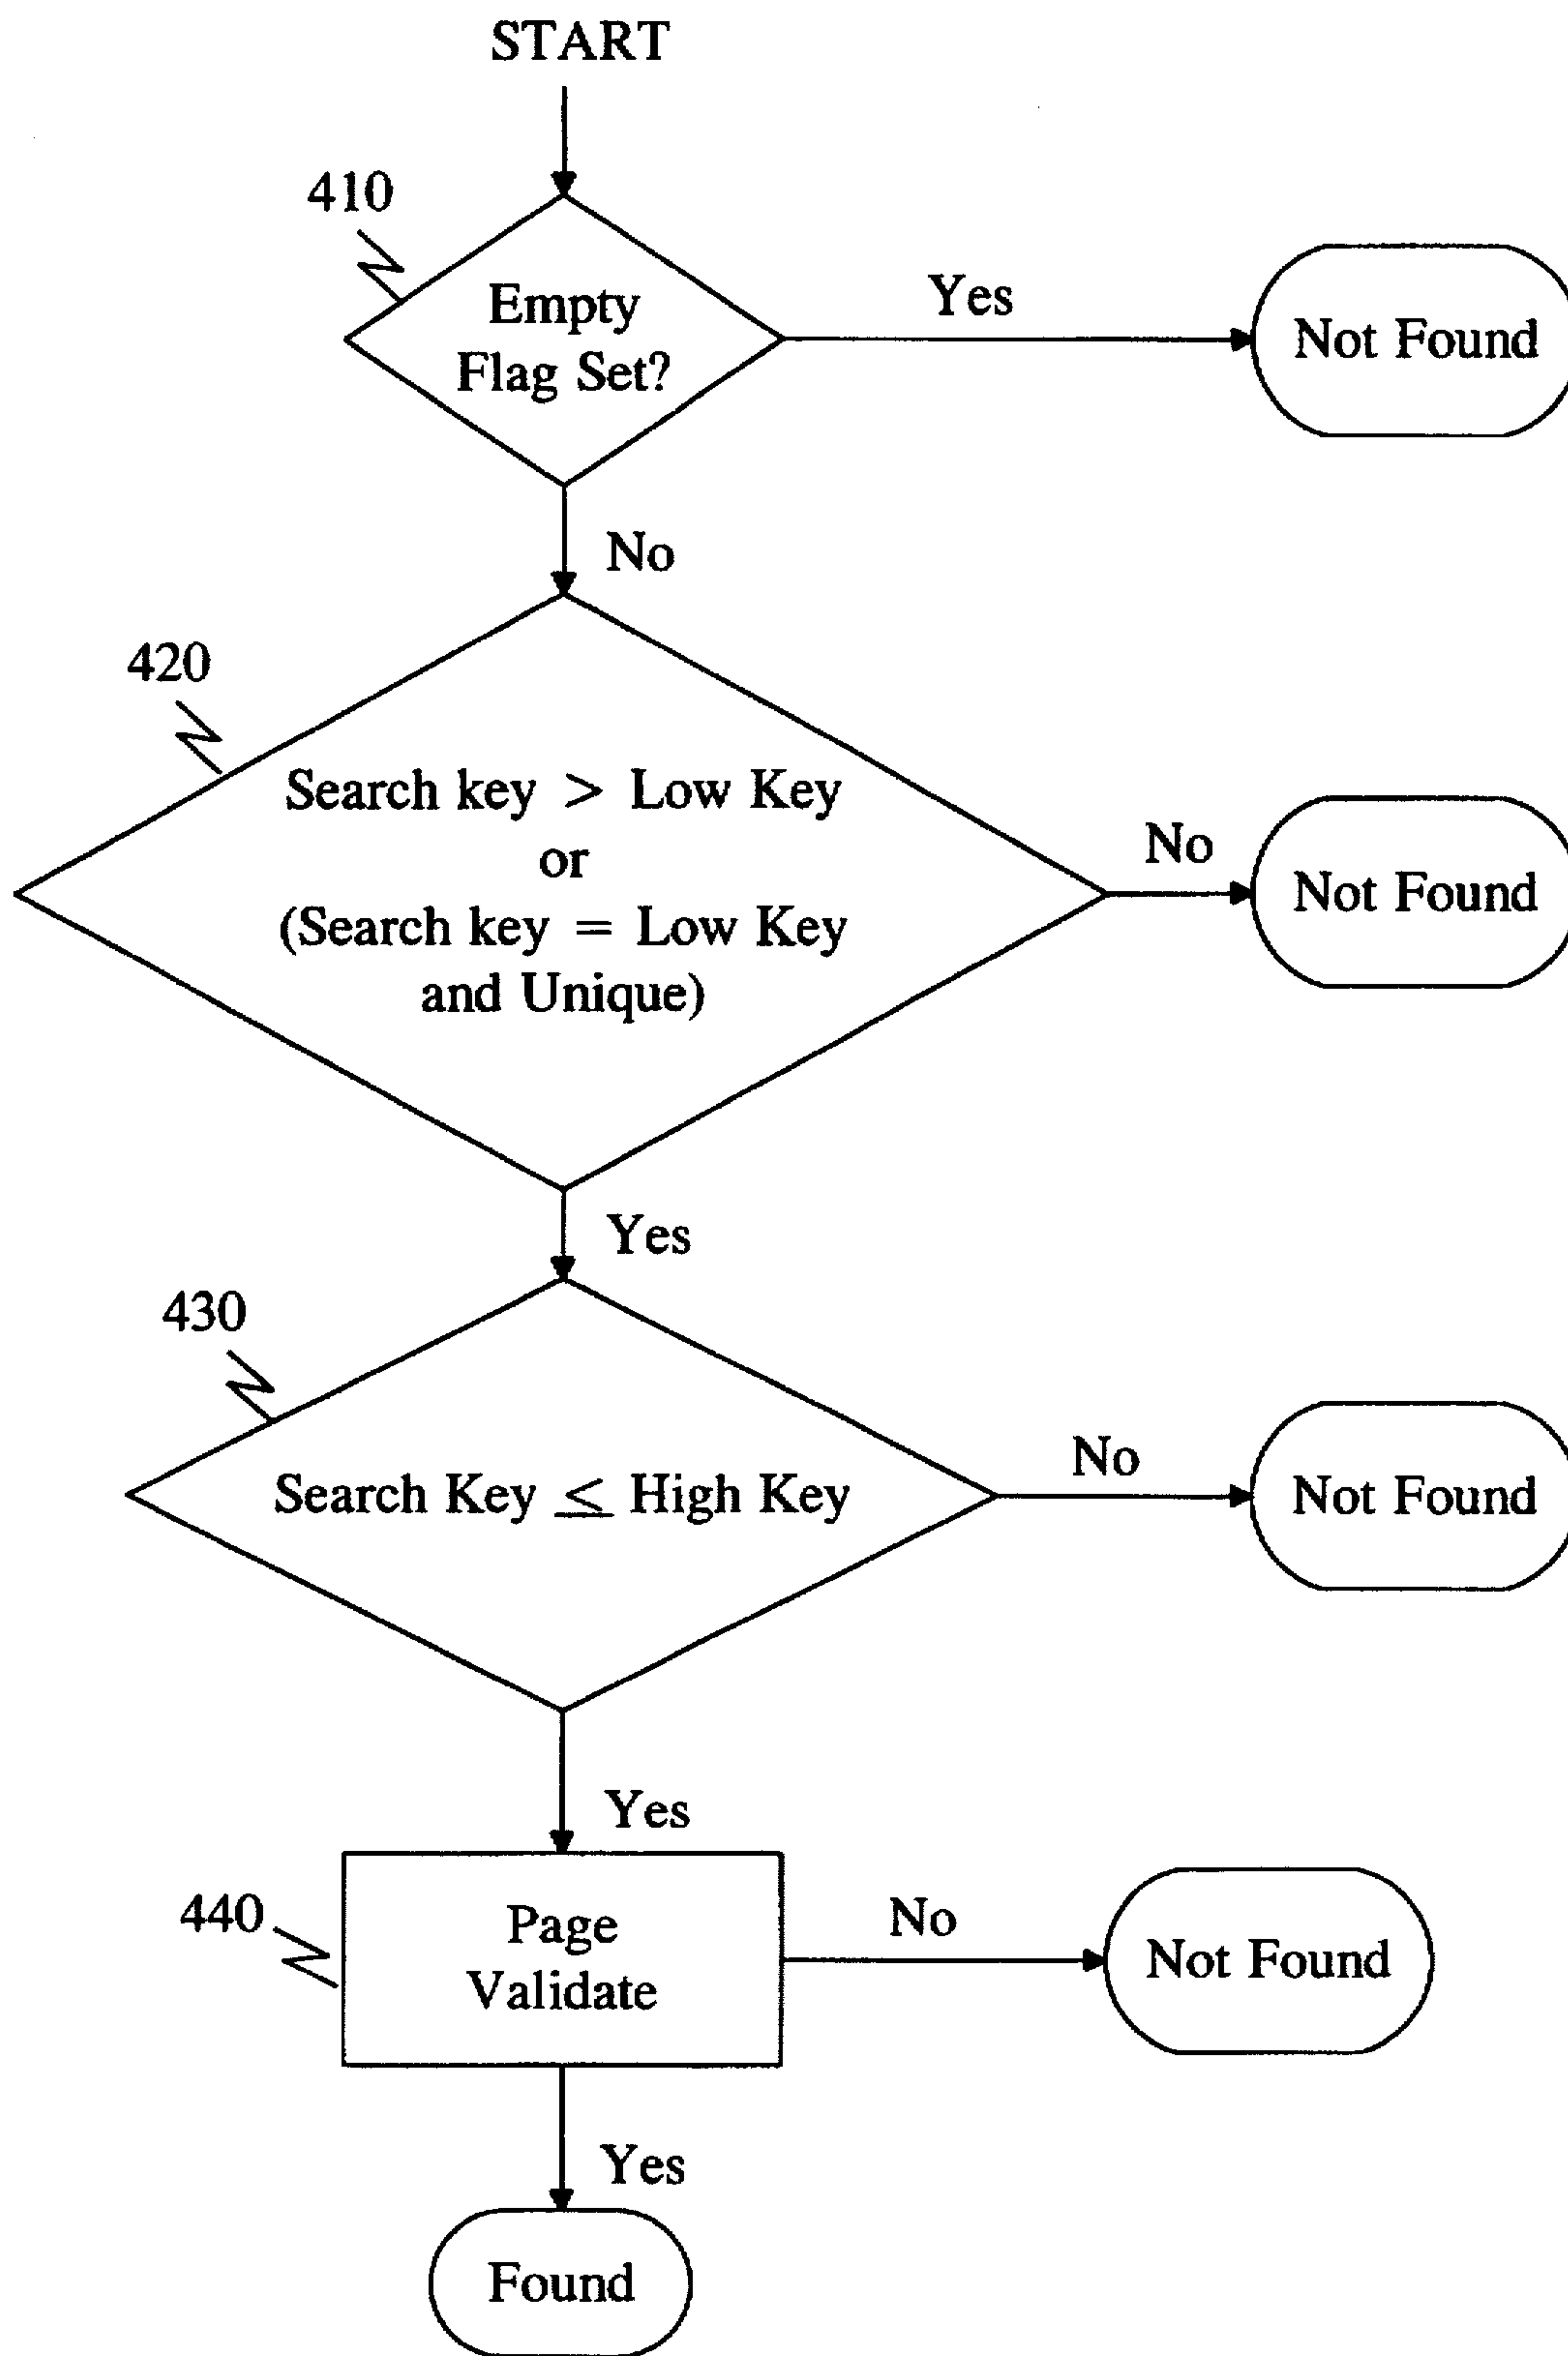 START
410
Empty
Flag Set?
Yes
Not Found
No
420
Search key > Low Key
or
(Search key = Low Key
and Unique)
No
Not Found
Yes
430
Search Key ≤ High Key
No
Not Found
Yes
440
Page
Validate
No
Not Found
Yes
Found